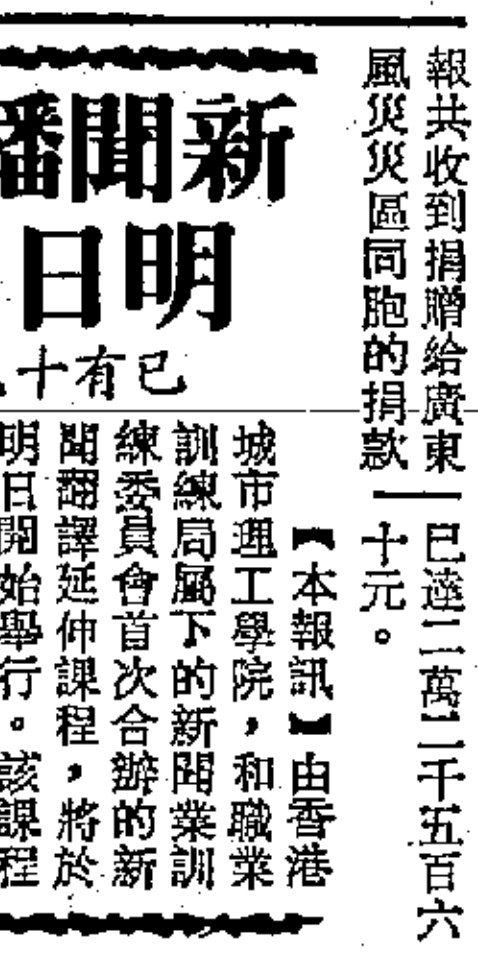 報共收到捐贈給廣東
風災災區同胞的捐款
已達二萬二千五百六
十元。
新聞
明日
已有十
【本報訊】由香港
城市理工學院，和職業
訓練局屬下的新聞業訓
練委員會首次合辦的新
聞翻譯延伸課程，將於
明日開始舉行。該課程